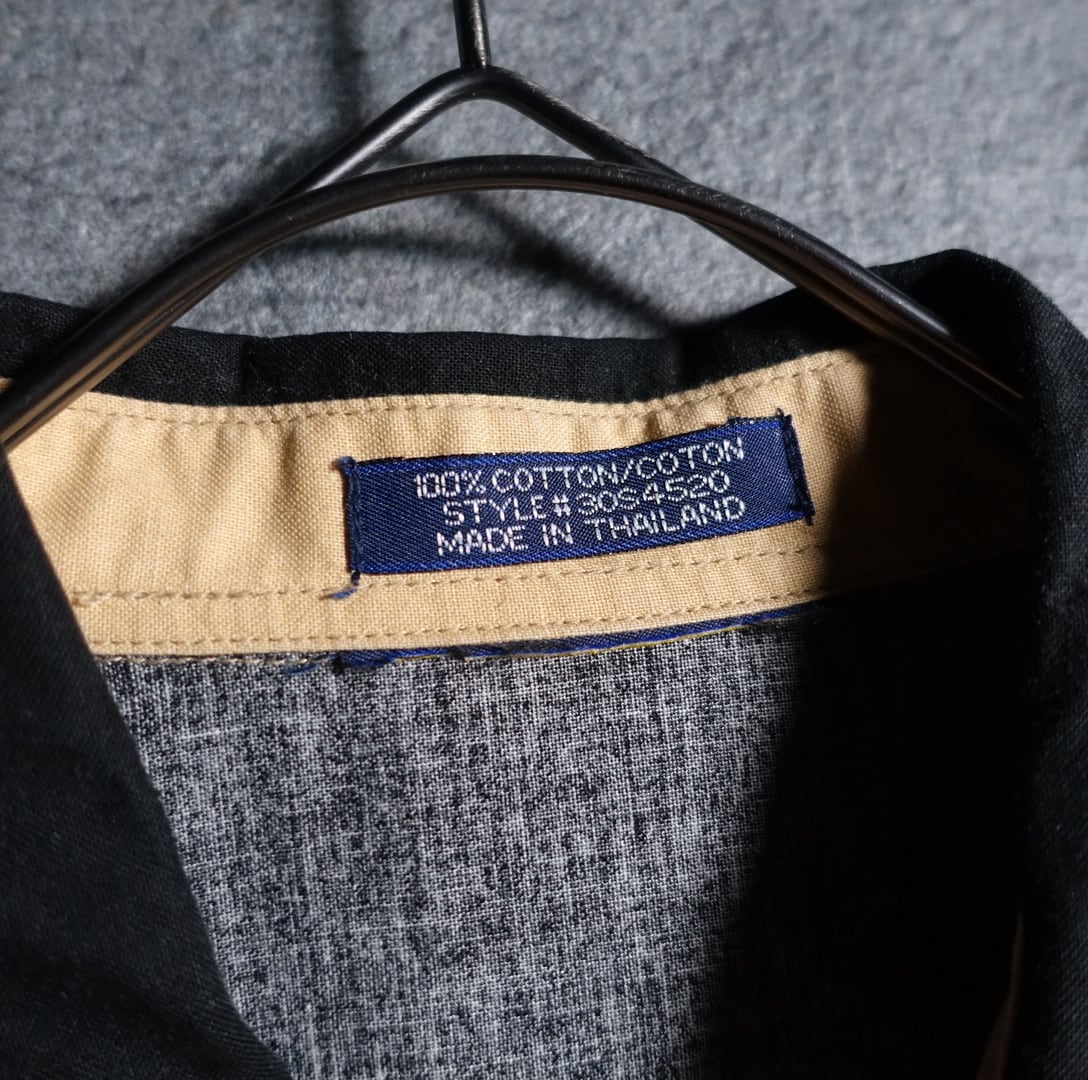 100% COTTON/COTON
STYLE# 30S4520
MADE IN THAILAND